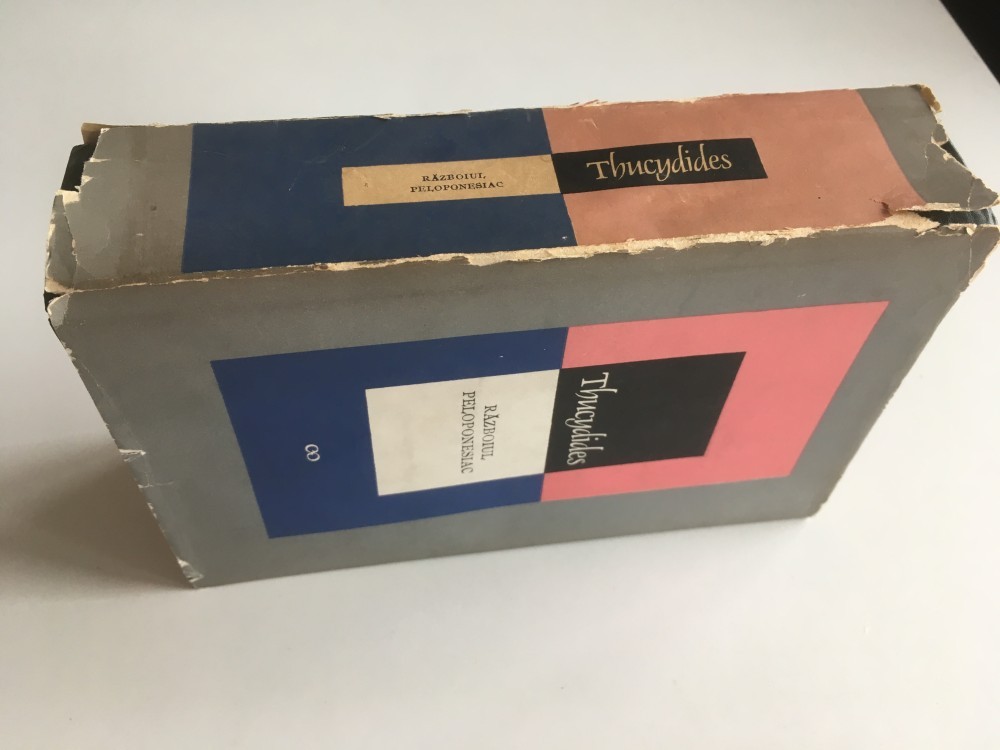 Thucydides
RĂZBOIUL
PELOPONESIAC
Thucydides
RĂZBOIUL
PELOPONESIAC